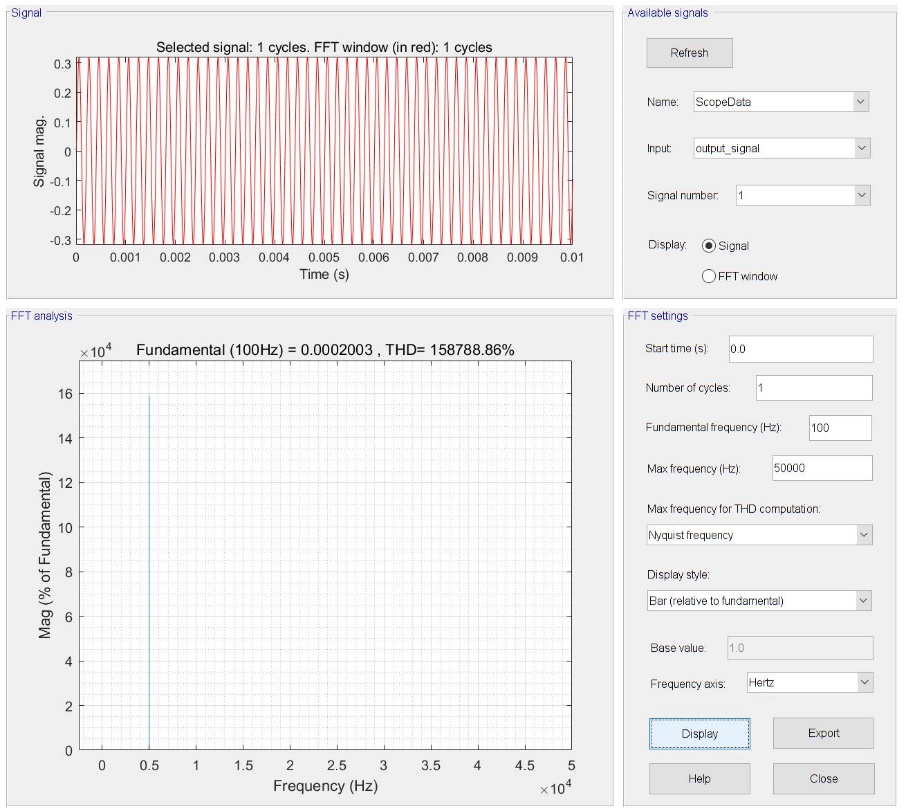 Signal
Selected signal: 1 cycles. FFT window (in red): 1 cycles
0.3
0.2
0.1
0
-0.1
-0.2
-0.3
Signal mag.
0 0.001 0.002 0.003 0.004 0.005 0.006 0.007 0.008 0.009 0.01
Time (s)
Available signals
Refresh
Name: ScopeData
Input: output_signal
Signal number: 1
Display: Signal
FFT window
FFT analysis
×10⁴ Fundamental (100Hz) = 0.0002003 , THD= 158788.86%
16
14
12
10
8
6
4
2
0
Mag (% of Fundamental)
0 0.5 1 1.5 2 2.5 3 3.5 4 4.5 5
Frequency (Hz) ×10⁴
FFT settings
Start time (s): 0.0
Number of cycles: 1
Fundamental frequency (Hz): 100
Max frequency (Hz): 50000
Max frequency for THD computation:
Nyquist frequency
Display style:
Bar (relative to fundamental)
Base value: 1.0
Frequency axis: Hertz
Display Export
Help Close